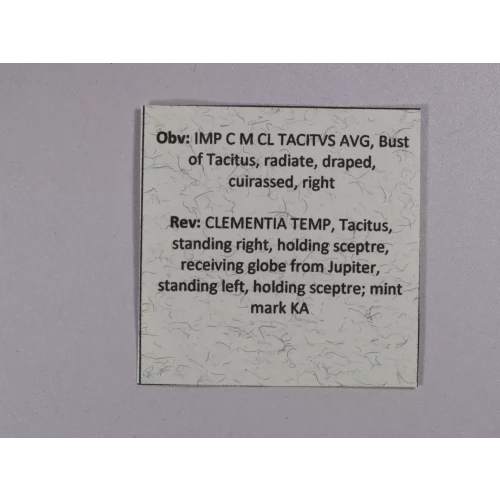 Obv: IMP C M CL TACITVS AVG, Bust
of Tacitus, radiate, draped,
cuirassed, right
Rev: CLEMENTIA TEMP, Tacitus,
standing right, holding sceptre,
receiving globe from Jupiter,
standing left, holding sceptre; mint
mark KA